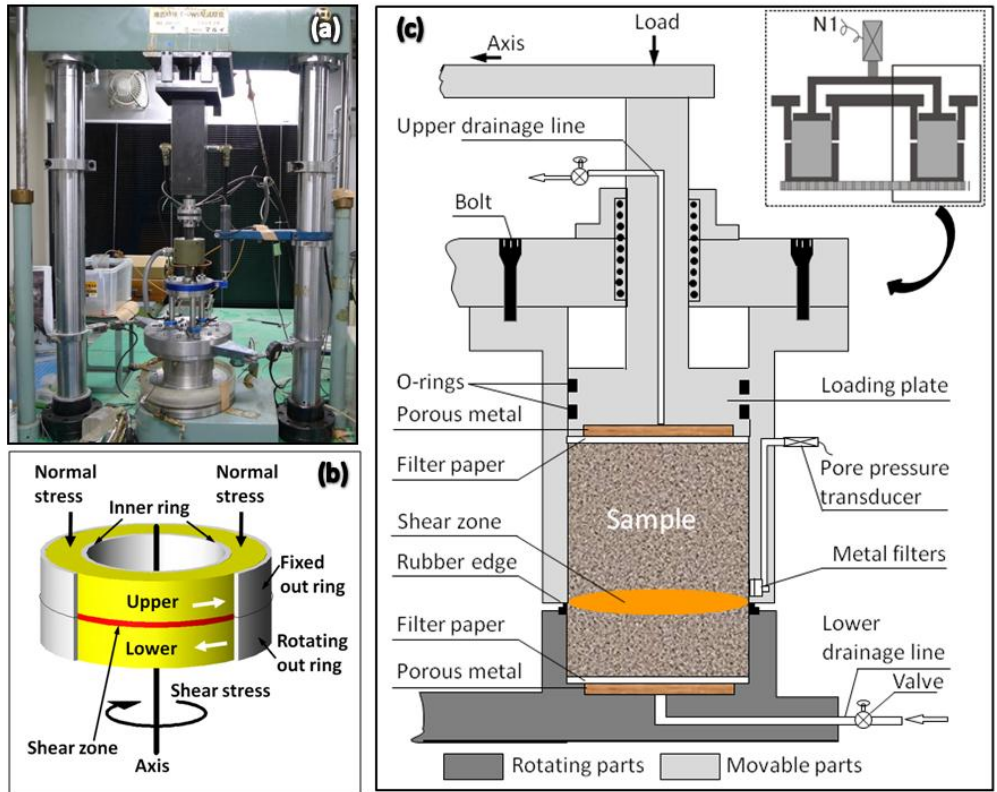 (a)
(b)
Normal
stress
Normal
stress
Inner ring
Fixed
out ring
Upper
Lower
Rotating
out ring
Shear stress
Shear zone
Axis
(c)
Axis
Load
N1
Upper drainage line
Bolt
O-rings
Porous metal
Filter paper
Shear zone
Rubber edge
Filter paper
Porous metal
Sample
Loading plate
Pore pressure
transducer
Metal filters
Lower
drainage line
Valve
Rotating parts
Movable parts